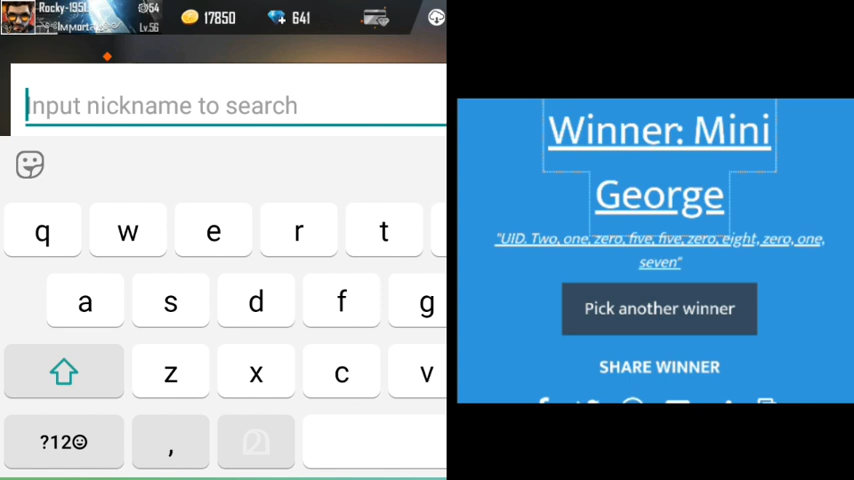 Rocky-1951
54
17850
641
Immort
Lv.56
Input nickname to search
q w e r t
a s d f g
z x c v
?12☺ ,
Winner: Mini
George
"UID. Two, one, zero, five, five, zero, eight, zero, one,
seven"
Pick another winner
SHARE WINNER